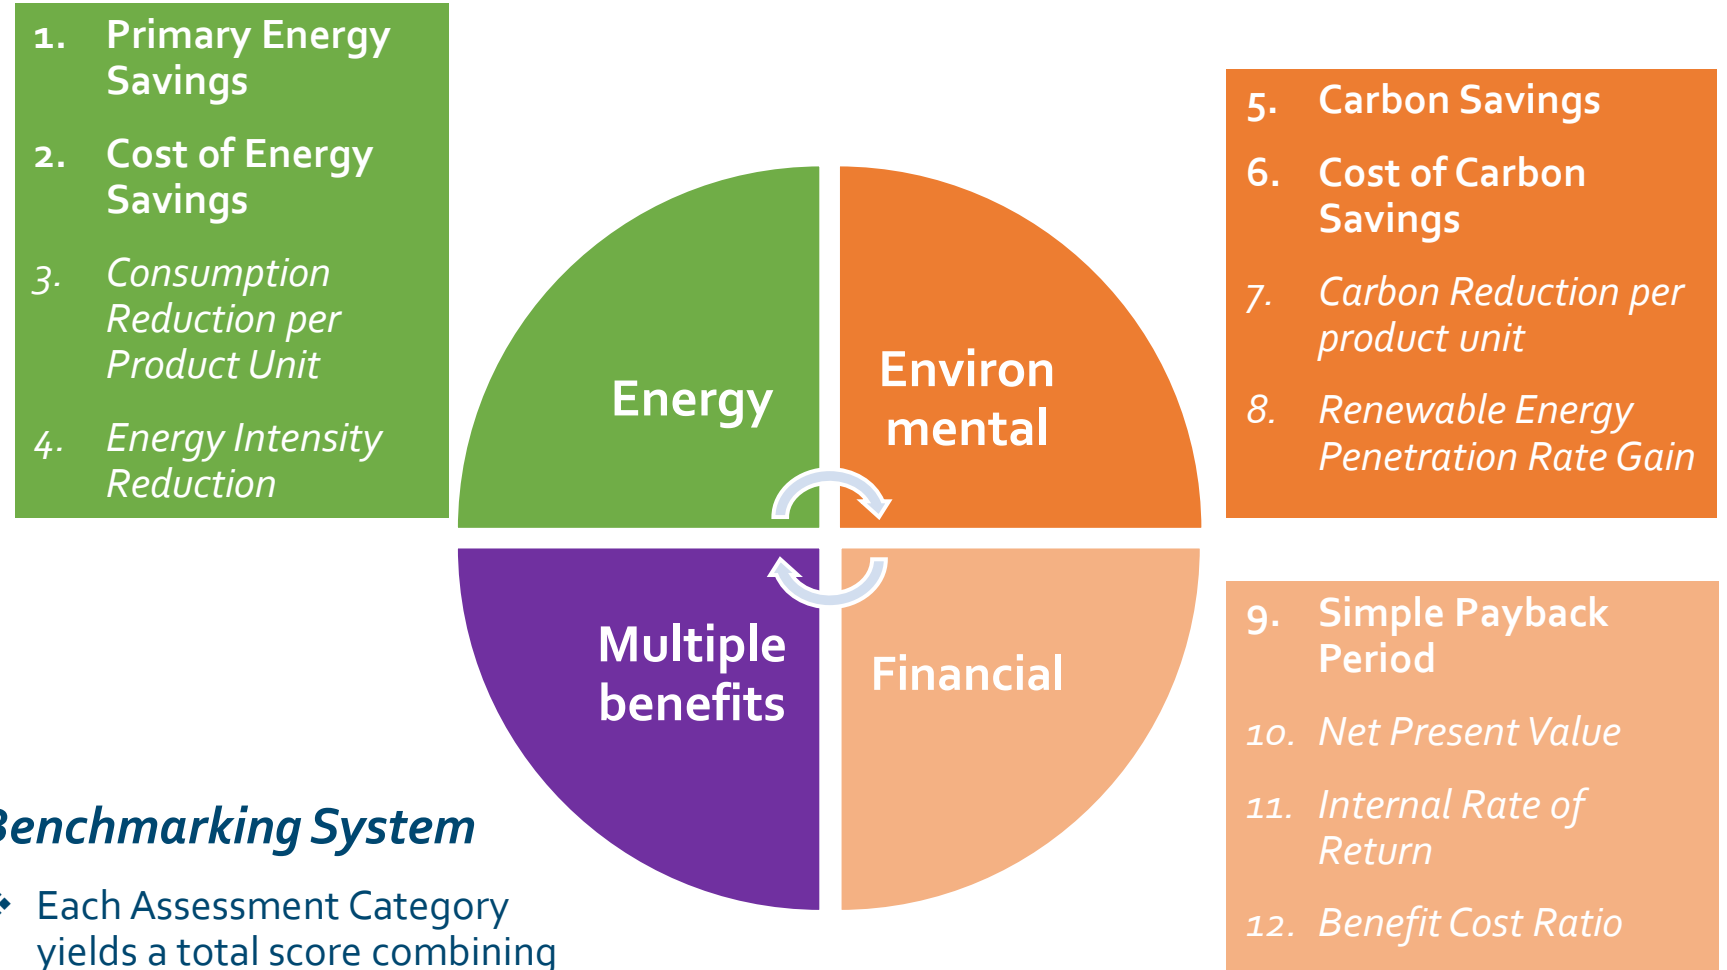 1. Primary Energy
Savings
2. Cost of Energy
Savings
3. Consumption
Reduction per
Product Unit
4. Energy Intensity
Reduction
5. Carbon Savings
6. Cost of Carbon
Savings
7. Carbon Reduction per
product unit
8. Renewable Energy
Penetration Rate Gain
Energy
Environ
mental
Multiple
benefits
Financial
9. Simple Payback
Period
10. Net Present Value
11. Internal Rate of
Return
12. Benefit Cost Ratio
Benchmarking System
Each Assessment Category
yields a total score combining